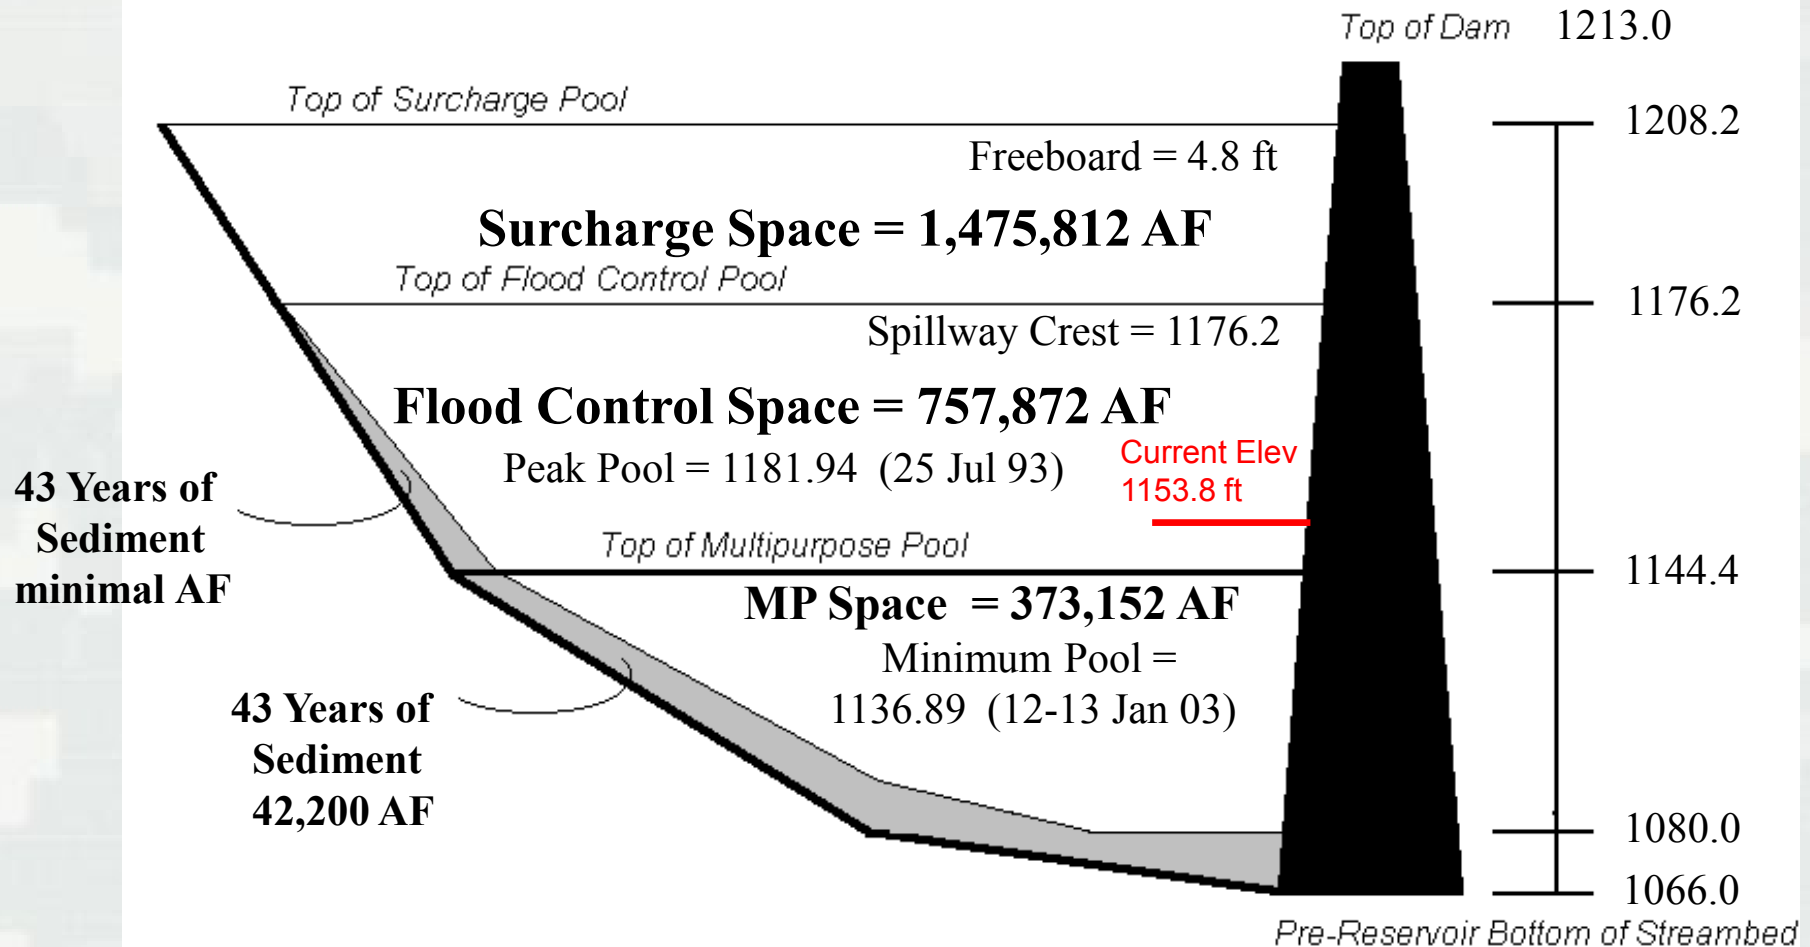 Top of Dam 1213.0
Top of Surcharge Pool
1208.2
Freeboard = 4.8 ft
Surcharge Space = 1,475,812 AF
Top of Flood Control Pool
1176.2
Spillway Crest = 1176.2
Flood Control Space = 757,872 AF
Peak Pool = 1181.94 (25 Jul 93)
Current Elev
1153.8 ft
43 Years of
Sediment
minimal AF
Top of Multipurpose Pool
1144.4
MP Space = 373,152 AF
Minimum Pool =
1136.89 (12-13 Jan 03)
43 Years of
Sediment
42,200 AF
1080.0
1066.0
Pre-Reservoir Bottom of Streambed